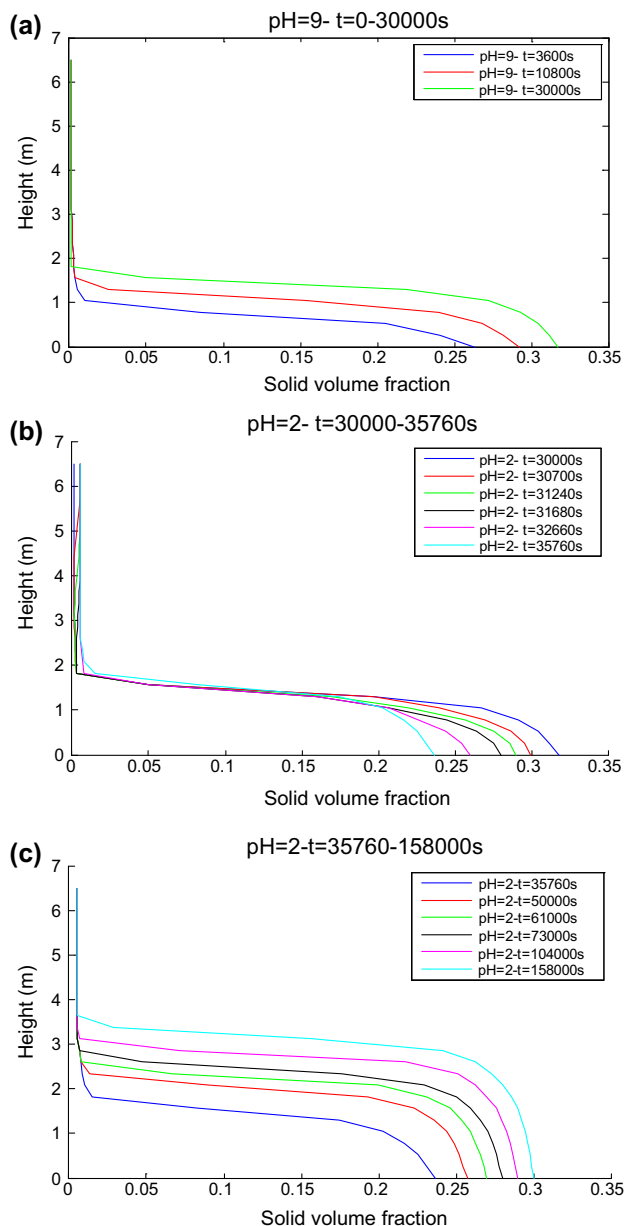 (a)
pH=9- t=0-30000s
pH=9- t=3600s
pH=9- t=10800s
pH=9- t=30000s
Height (m)
7
6
5
4
3
2
1
0
0 0.05 0.1 0.15 0.2 0.25 0.3 0.35
Solid volume fraction
(b)
pH=2- t=30000-35760s
pH=2- t=30000s
pH=2- t=30700s
pH=2- t=31240s
pH=2- t=31680s
pH=2- t=32660s
pH=2- t=35760s
Height (m)
7
6
5
4
3
2
1
0
0 0.05 0.1 0.15 0.2 0.25 0.3 0.35
Solid volume fraction
(c)
pH=2-t=35760-158000s
pH=2-t=35760s
pH=2-t=50000s
pH=2-t=61000s
pH=2-t=73000s
pH=2-t=104000s
pH=2-t=158000s
Height (m)
7
6
5
4
3
2
1
0
0 0.05 0.1 0.15 0.2 0.25 0.3 0.35
Solid volume fraction